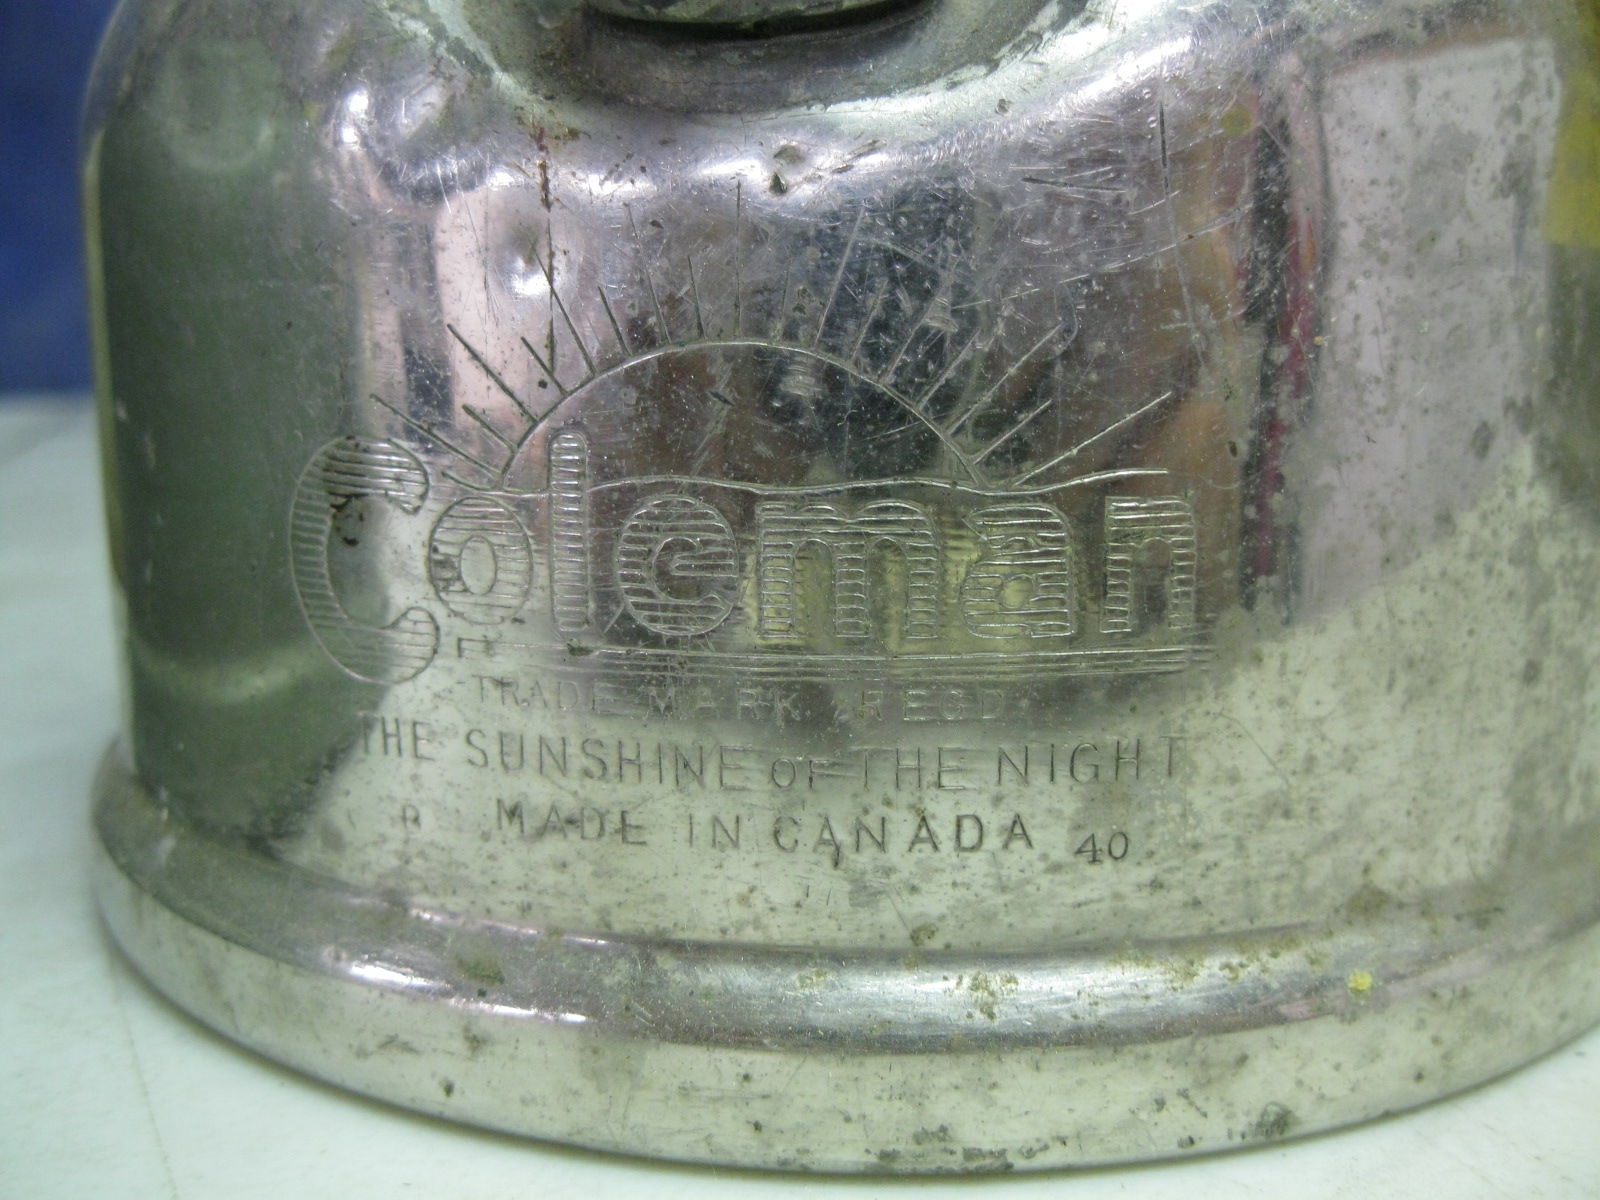 Coleman
TRADE MARK REGD
THE SUNSHINE OF THE NIGHT
MADE IN CANADA 40